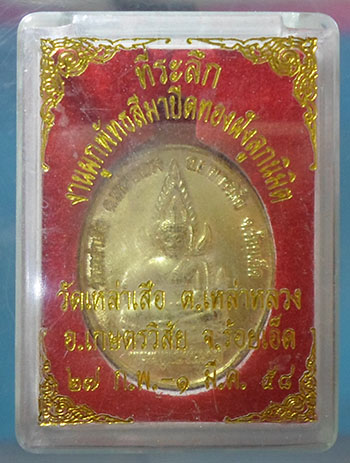 ที่ระลึก
งานผูกพัทธสีมาปิดทองฝังลูกนิมิต
วัดเหล่าเสือ ต.เหล่าหลวง
อ.เกษตรวิสัย จ.ร้อยเอ็ด
๒๗ ก.พ.-๑ มี.ค. ๕๘